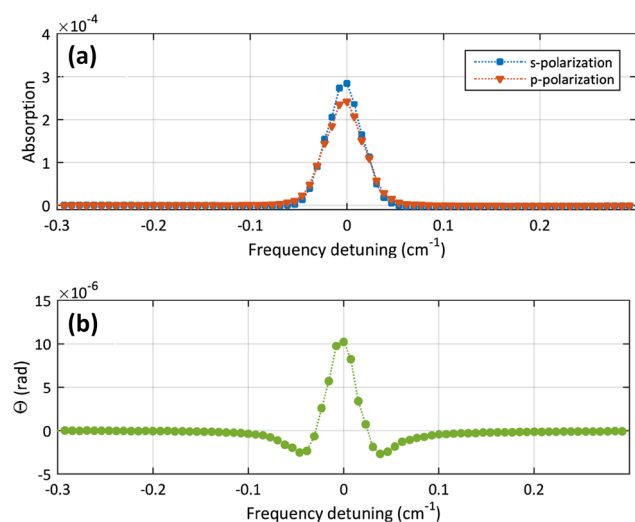 ×10⁻⁴
(a)
s-polarization
p-polarization
4
3
2
1
0
Absorption
-0.3 -0.2 -0.1 0 0.1 0.2
Frequency detuning (cm⁻¹)
×10⁻⁶
(b)
15
10
5
0
-5
Θ (rad)
-0.3 -0.2 -0.1 0 0.1 0.2
Frequency detuning (cm⁻¹)